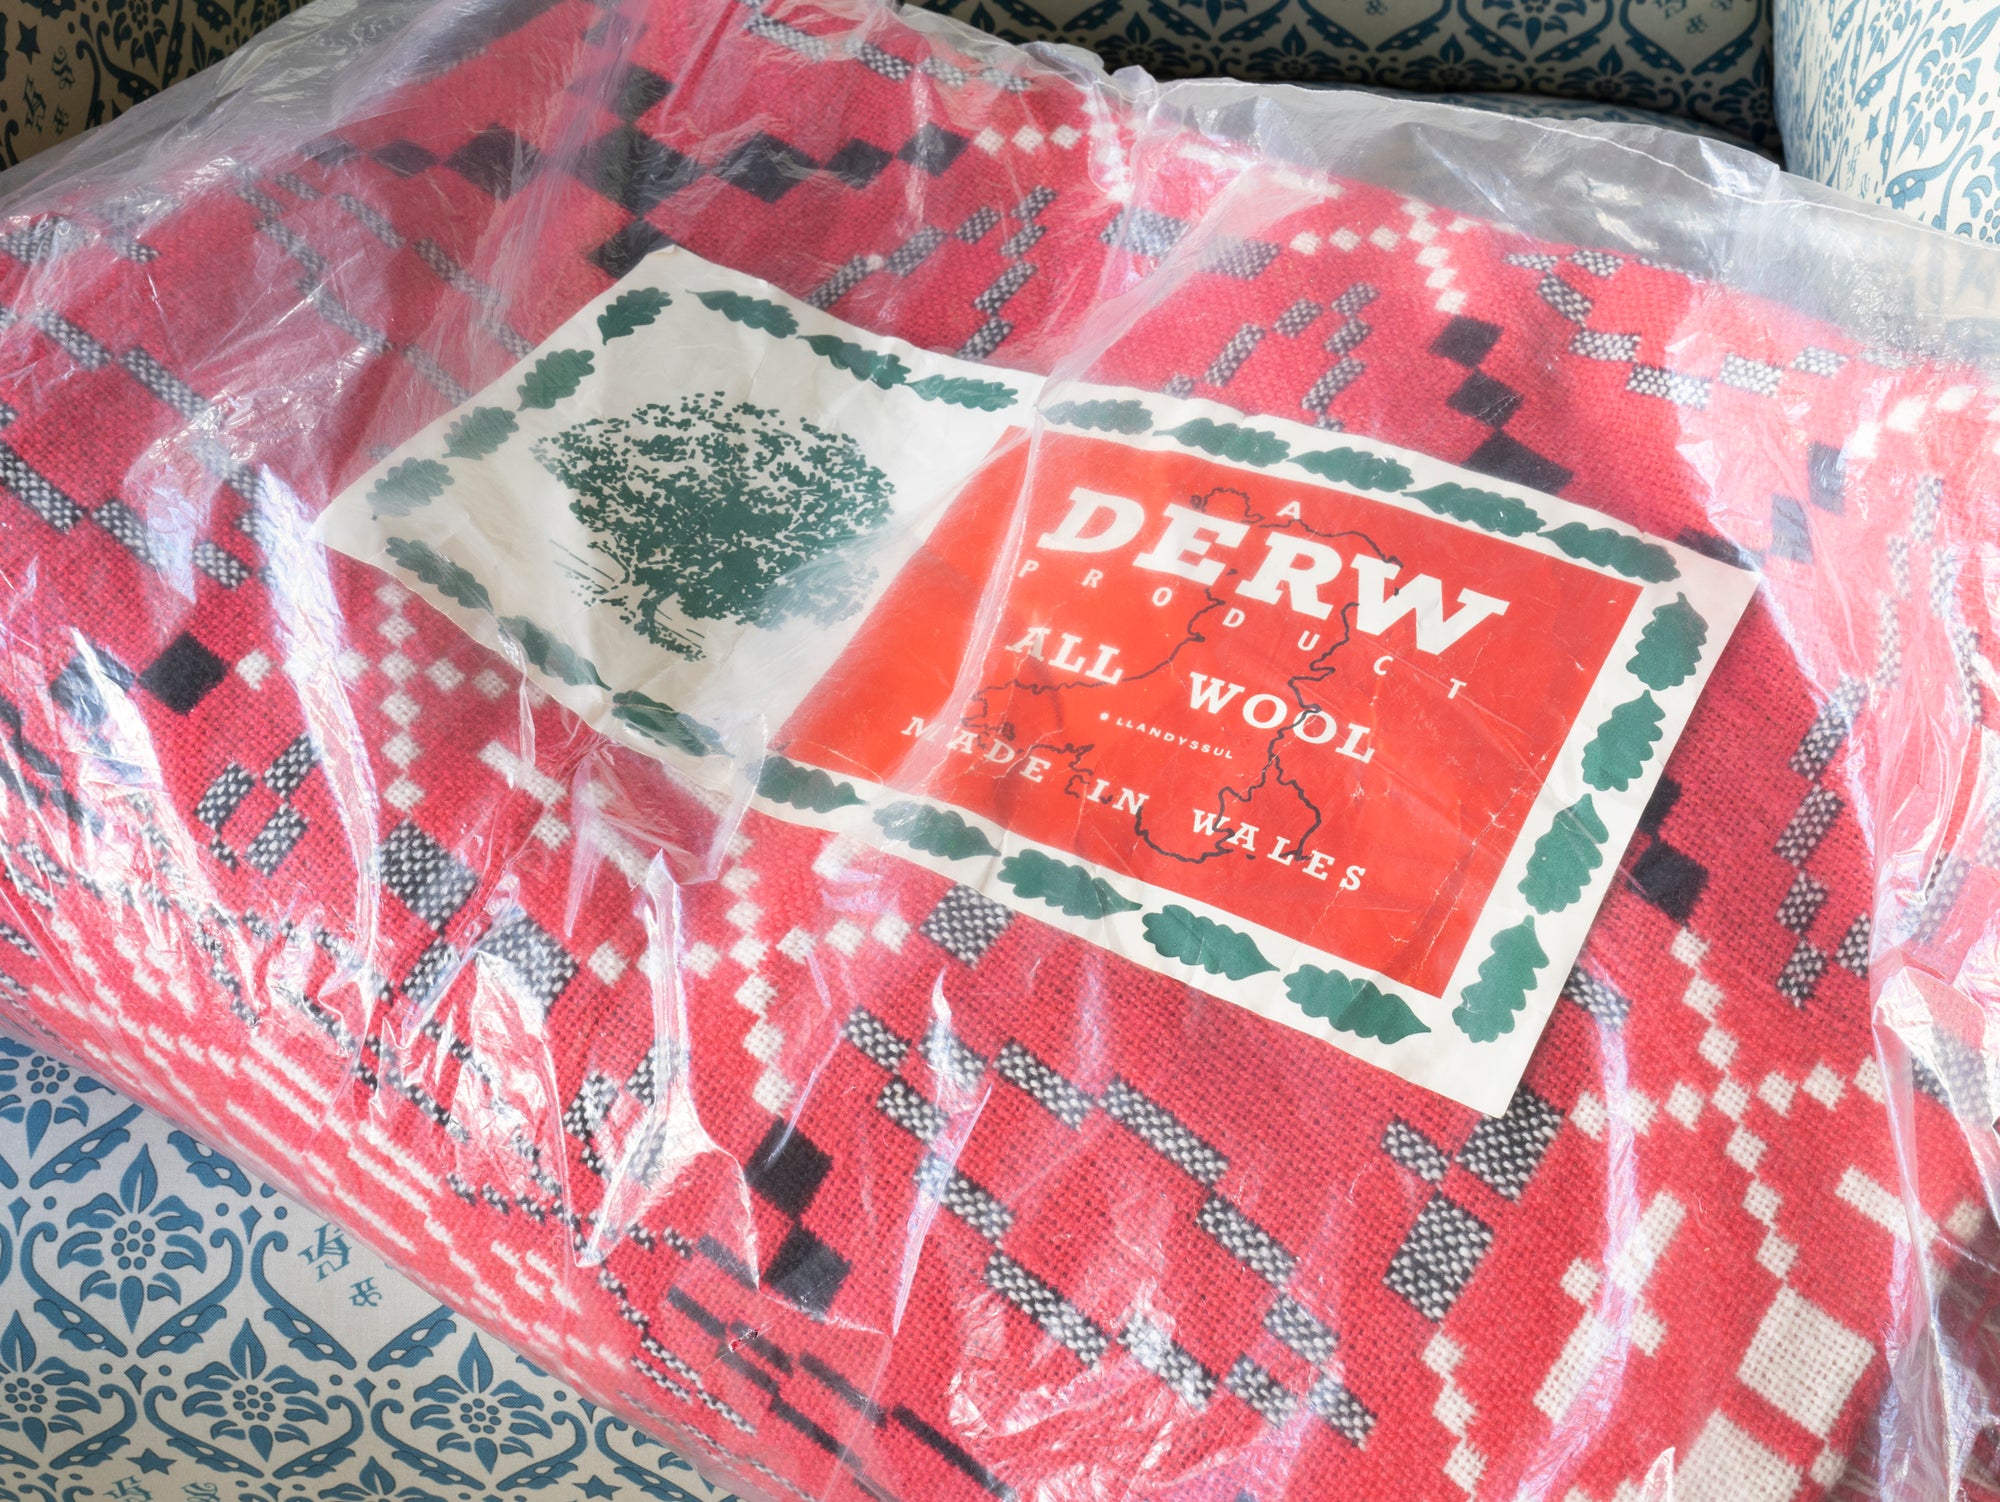 A
DERW
PRODUCT
ALL WOOL
LLANDYSSUL
MADE IN WALES